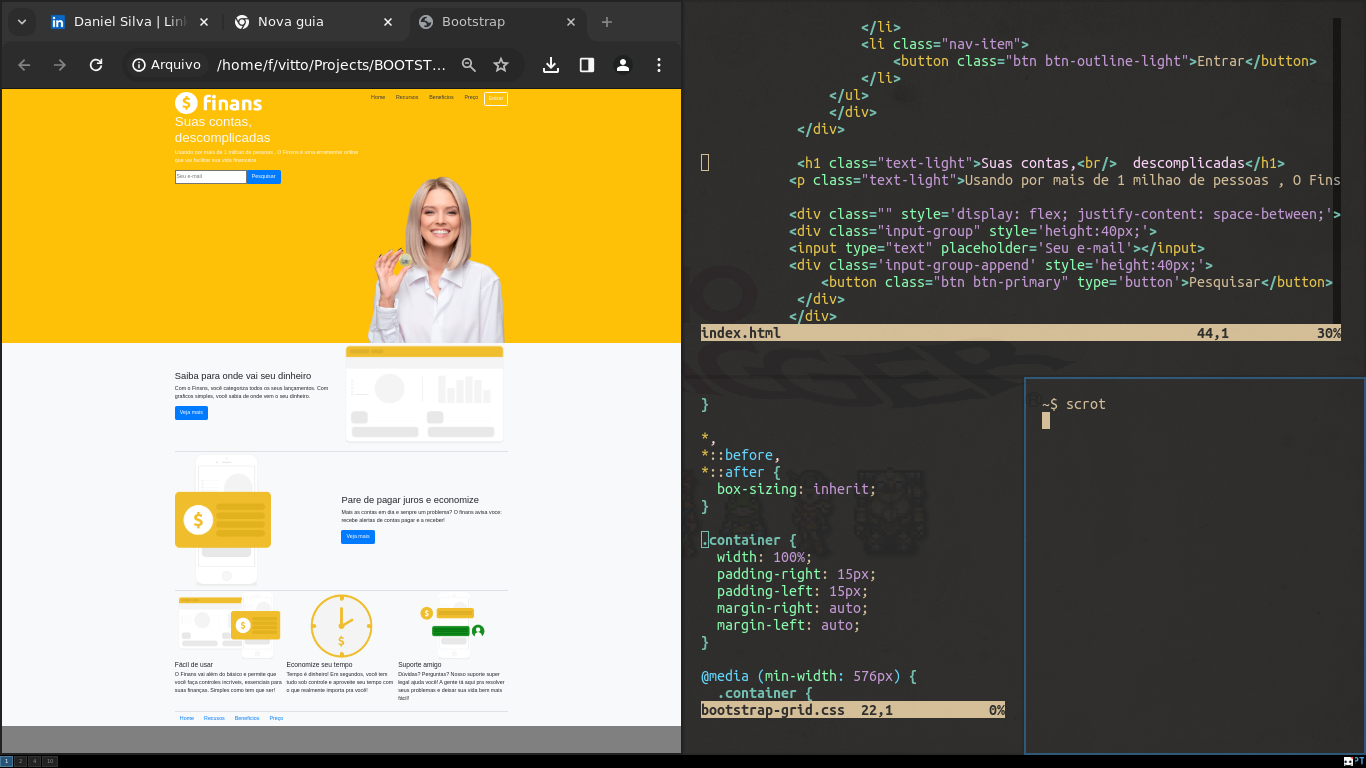 Daniel Silva | Lin
Nova guia
Bootstrap
Arquivo
/home/f/vitto/Projects/BOOTST…
$ finans
Home Recursos Benefícios Preço Entrar
Suas contas,
descomplicadas
Usando por mais de 1 milhao de pessoas , O Finans é uma ferramenta online
que vai facilitar sua vida financeira
Seu e-mail Pesquisar
Saiba para onde vai seu dinheiro
Com o Finans, você categoriza todos os seus lançamentos. Com
graficos simples, você sabia de onde vem o seu dinheiro.
Veja mais
$
Pare de pagar juros e economize
Mais as contas em dia e sempre um problema? O finans avisa voce:
recebe alertas de contas pagar e a receber!
Veja mais
$
$
$
Fácil de usar
O Finans vai além do básico e permite que
você faça controles incríveis, essenciais para
suas finanças. Simples como tem que ser!
Economize seu tempo
Tempo é dinheiro! Em segundos, você tem
tudo sob controle e aproveite seu tempo com
o que realmente importa pra você!
Suporte amigo
Dúvidas? Perguntas? Nosso suporte super
legal ajuda você! A gente tá aqui pra resolver
seus problemas e deixar sua vida bem mais
fácil!
Home Recusos Benefícios Preço
</li>
<li class="nav-item">
<button class="btn btn-outline-light">Entrar</button>
</li>
</ul>
</div>
</div>
<h1 class="text-light">Suas contas,<br/>  descomplicadas</h1>
<p class="text-light">Usando por mais de 1 milhao de pessoas , O Fins
<div class="" style='display: flex; justify-content: space-between;'>
<div class="input-group" style='height:40px;'>
<input type="text" placeholder='Seu e-mail'></input>
<div class='input-group-append' style='height:40px;'>
<button class="btn btn-primary" type='button'>Pesquisar</button>
</div>
</div>
index.html 44,1 30%
}
*,
*::before,
*::after {
box-sizing: inherit;
}
.container {
width: 100%;
padding-right: 15px;
padding-left: 15px;
margin-right: auto;
margin-left: auto;
}
@media (min-width: 576px) {
.container {
bootstrap-grid.css 22,1 0%
~$ scrot
1 2 4 10
PT